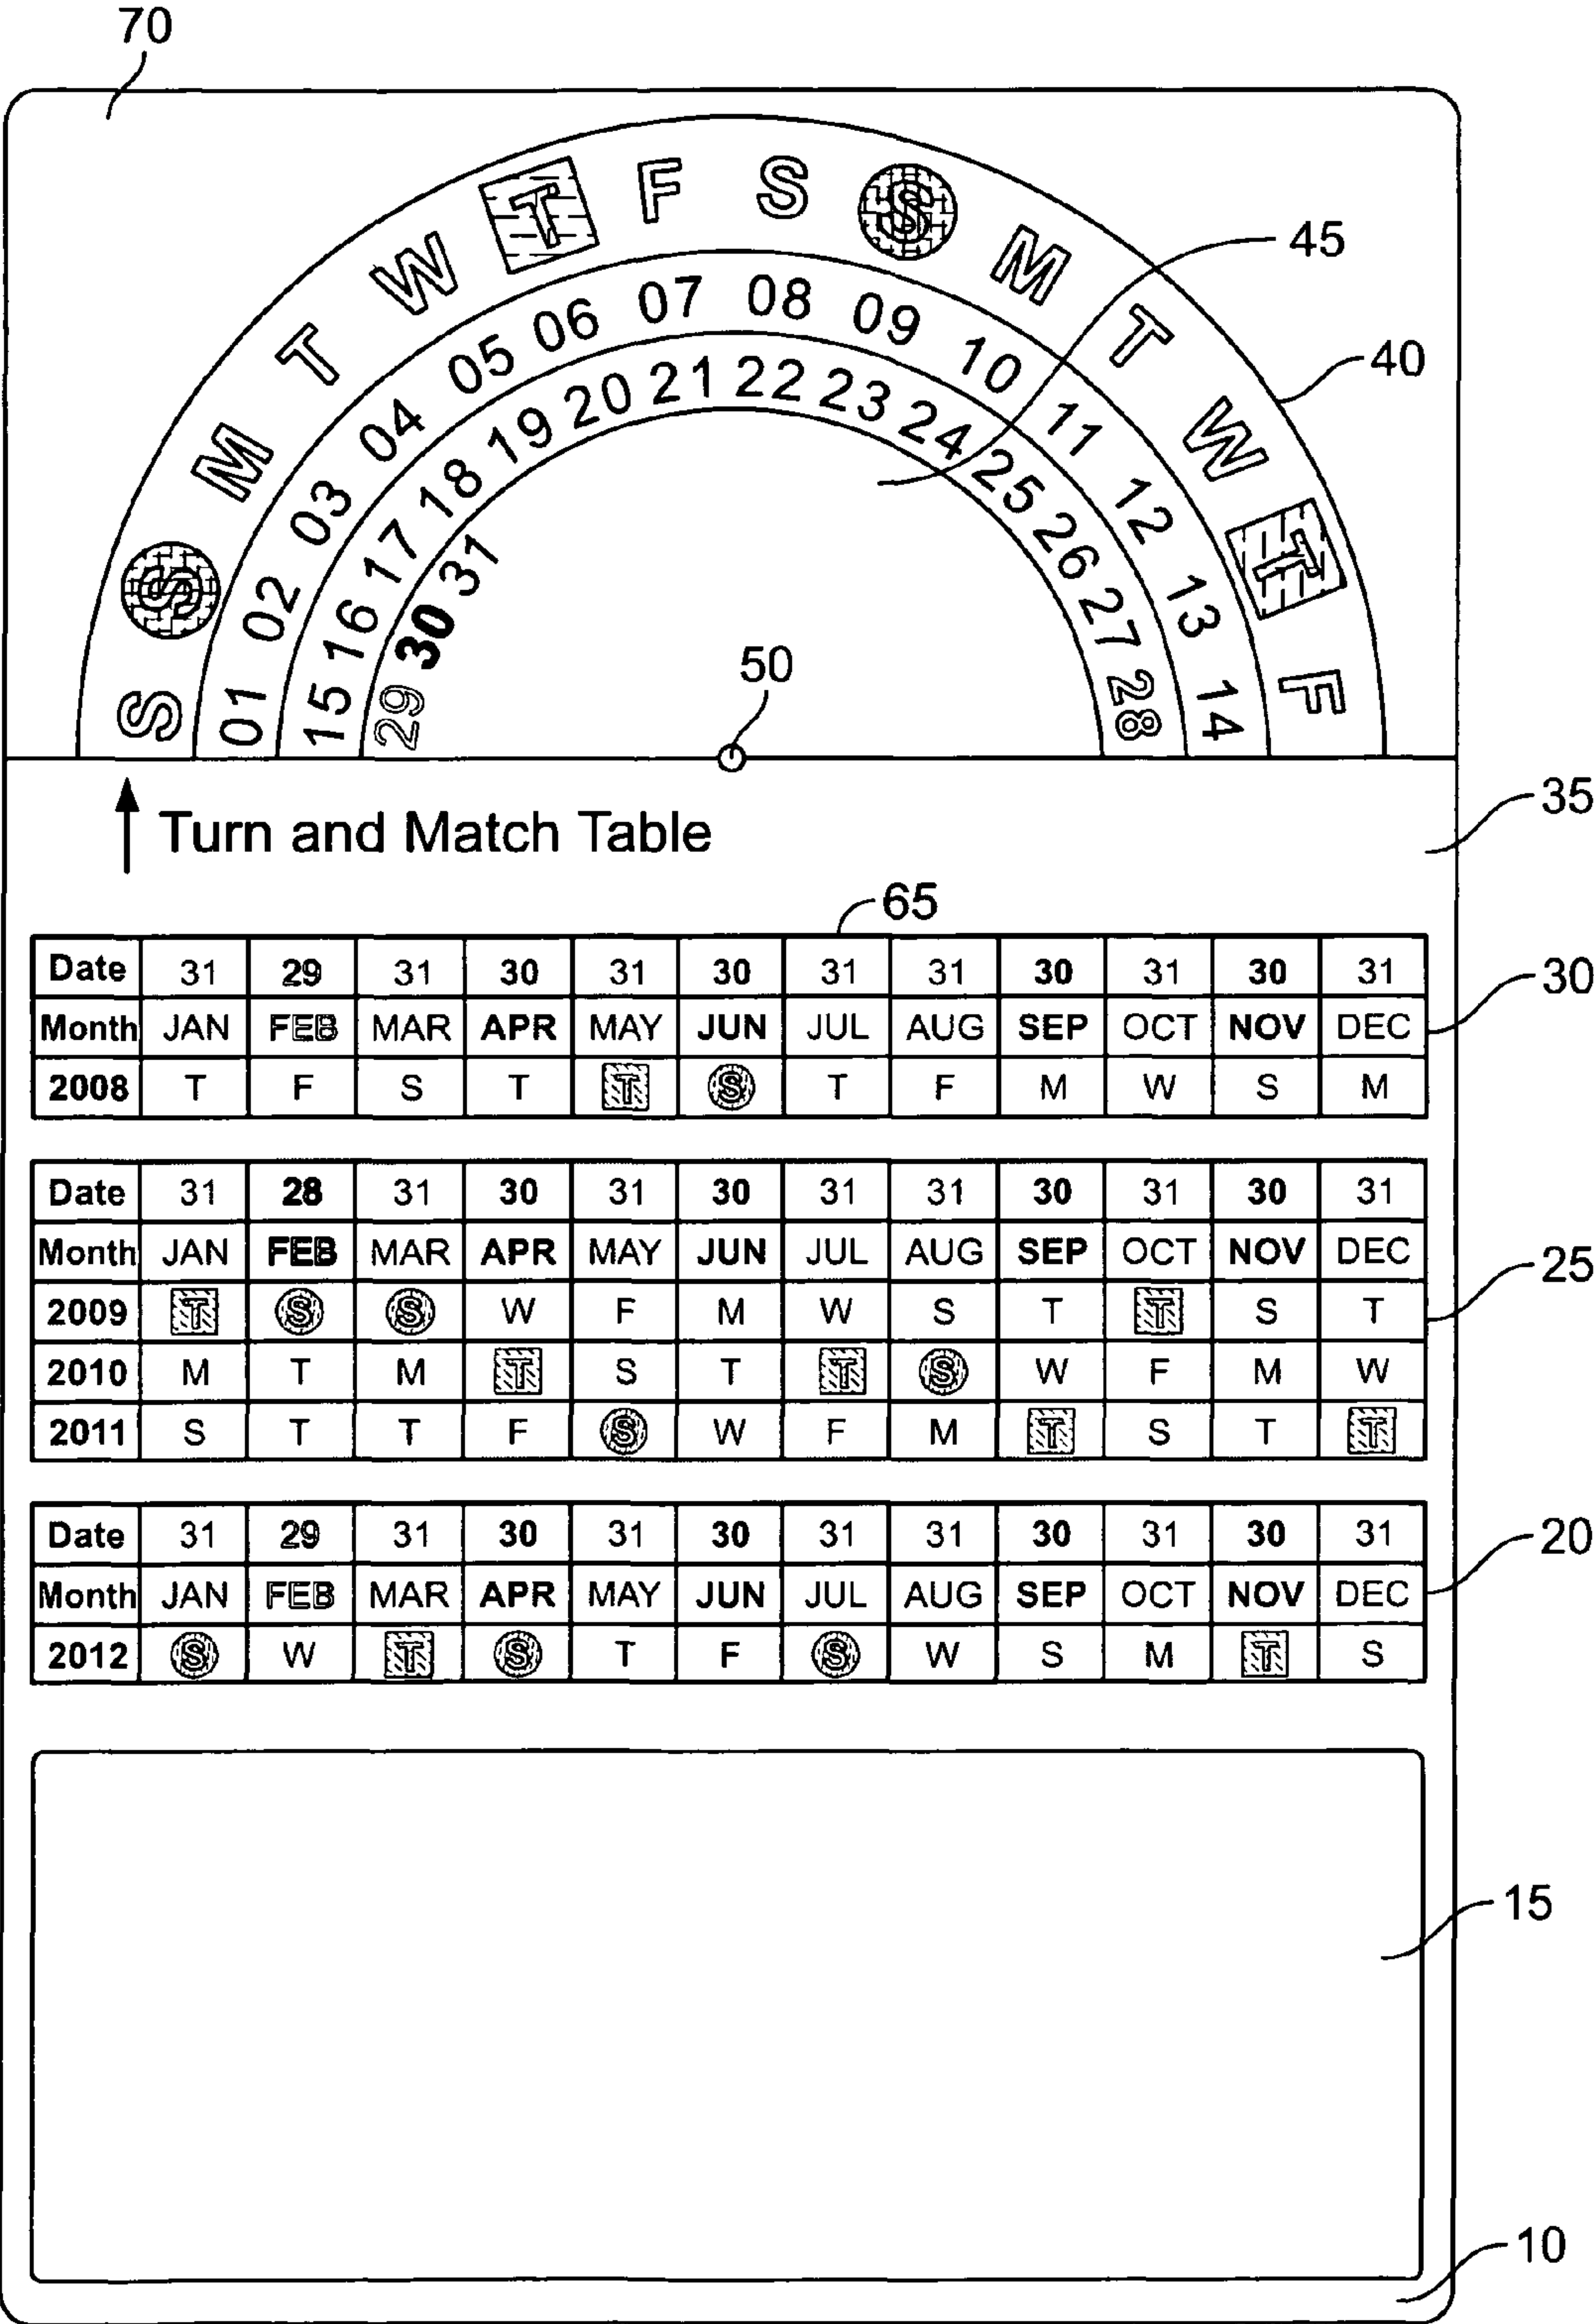 70
S S M T W T F S S M T W T F
45
01 02 03 04 05 06 07 08 09 10 11 12 13 14
40
15 16 17 18 19 20 21 22 23 24 25 26 27 28
29 30 31
50
35
Turn and Match Table
65
Date 31 29 31 30 31 30 31 31 30 31 30 31
30
Month JAN FEB MAR APR MAY JUN JUL AUG SEP OCT NOV DEC
2008 T F S T T S T F M W S M
Date 31 28 31 30 31 30 31 31 30 31 30 31
Month JAN FEB MAR APR MAY JUN JUL AUG SEP OCT NOV DEC
25
2009 T S S W F M W S T T S T
2010 M T M T S T T S W F M W
2011 S T T F S W F M T S T T
Date 31 29 31 30 31 30 31 31 30 31 30 31
20
Month JAN FEB MAR APR MAY JUN JUL AUG SEP OCT NOV DEC
2012 S W T S T F S W S M T S
15
10